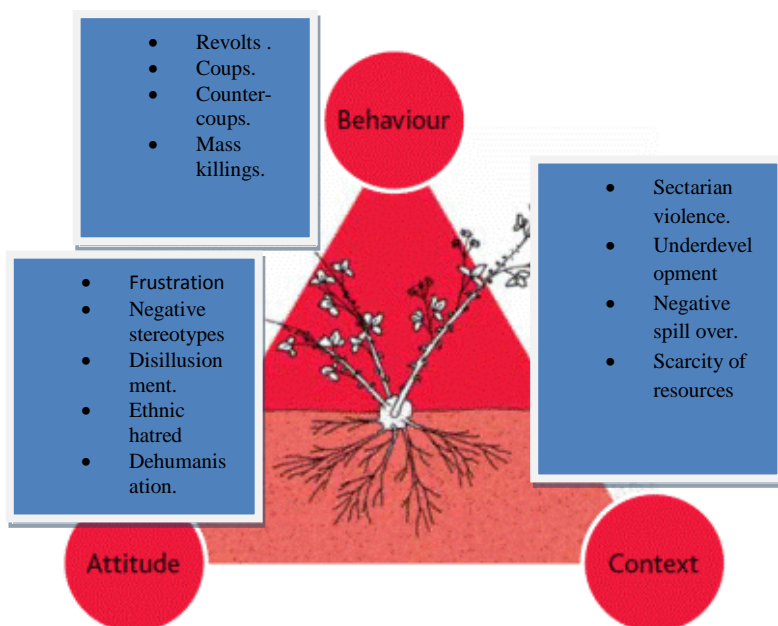 • Revolts .
• Coups.
• Counter-
coups.
• Mass
killings.
Behaviour
• Sectarian
violence.
• Underdevel
opment
• Negative
spill over.
• Scarcity of
resources
• Frustration
• Negative
stereotypes
• Disillusion
ment.
• Ethnic
hatred
• Dehumanis
ation.
Attitude
Context